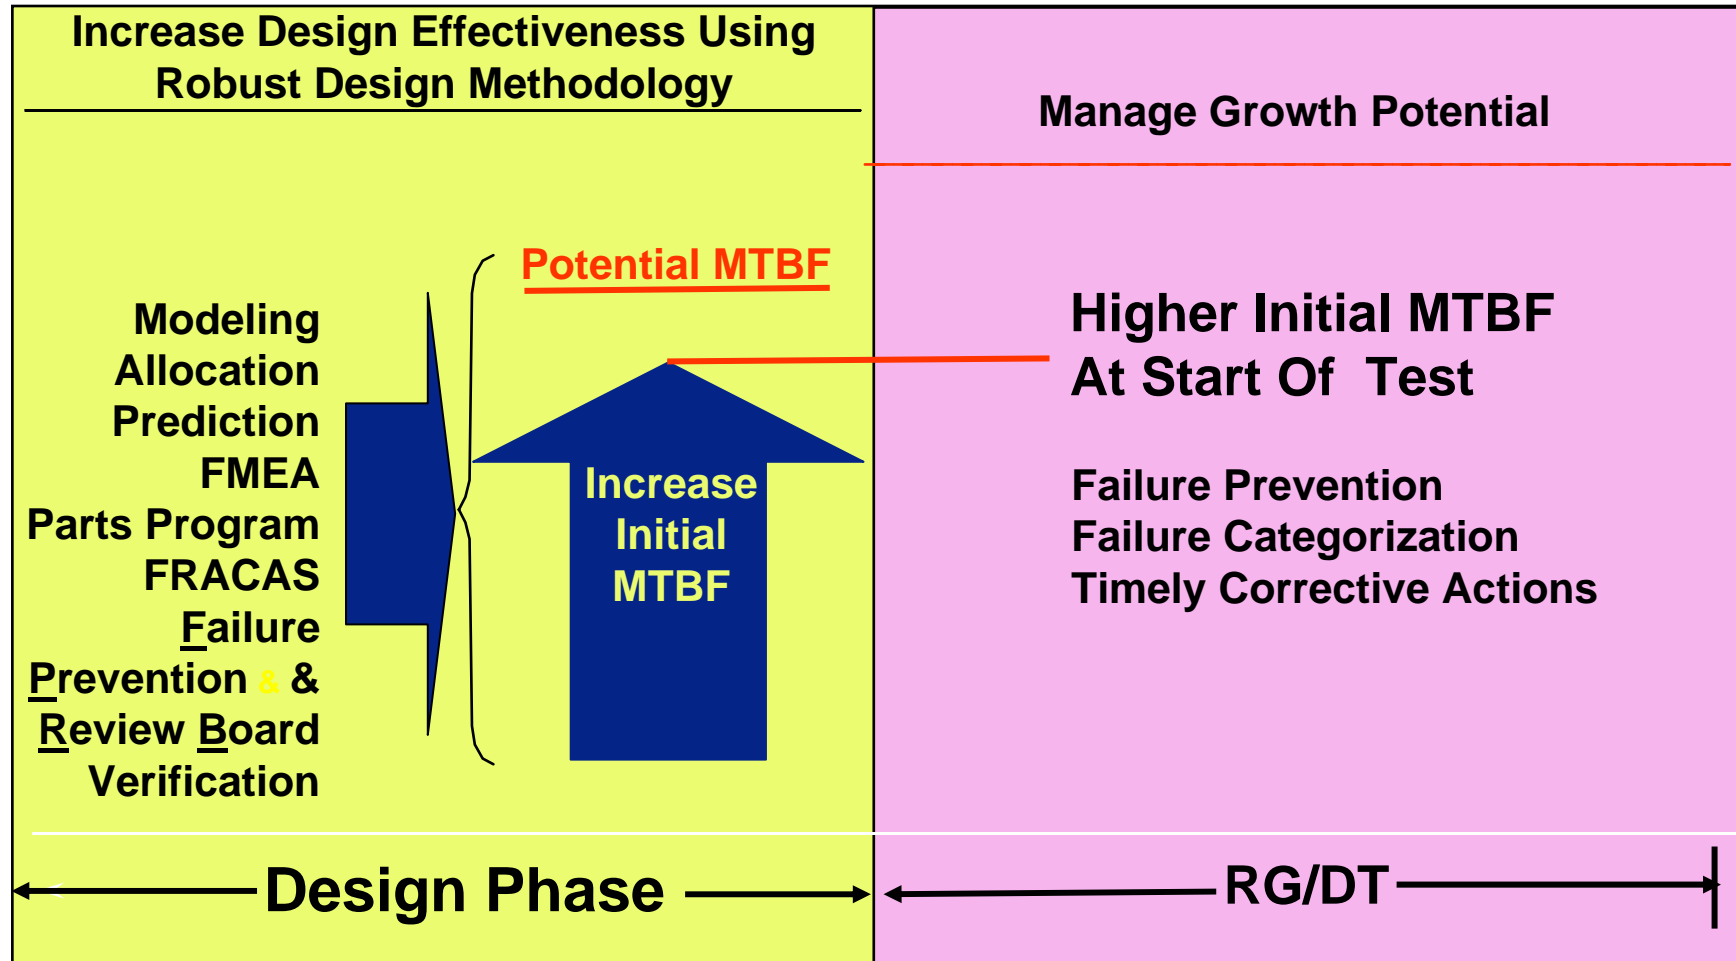 Increase Design Effectiveness Using
Robust Design Methodology
Manage Growth Potential
Potential MTBF
Modeling
Allocation
Prediction
FMEA
Parts Program
FRACAS
Failure
Prevention & &
Review Board
Verification
Increase
Initial
MTBF
Higher Initial MTBF
At Start Of Test
Failure Prevention
Failure Categorization
Timely Corrective Actions
Design Phase
RG/DT